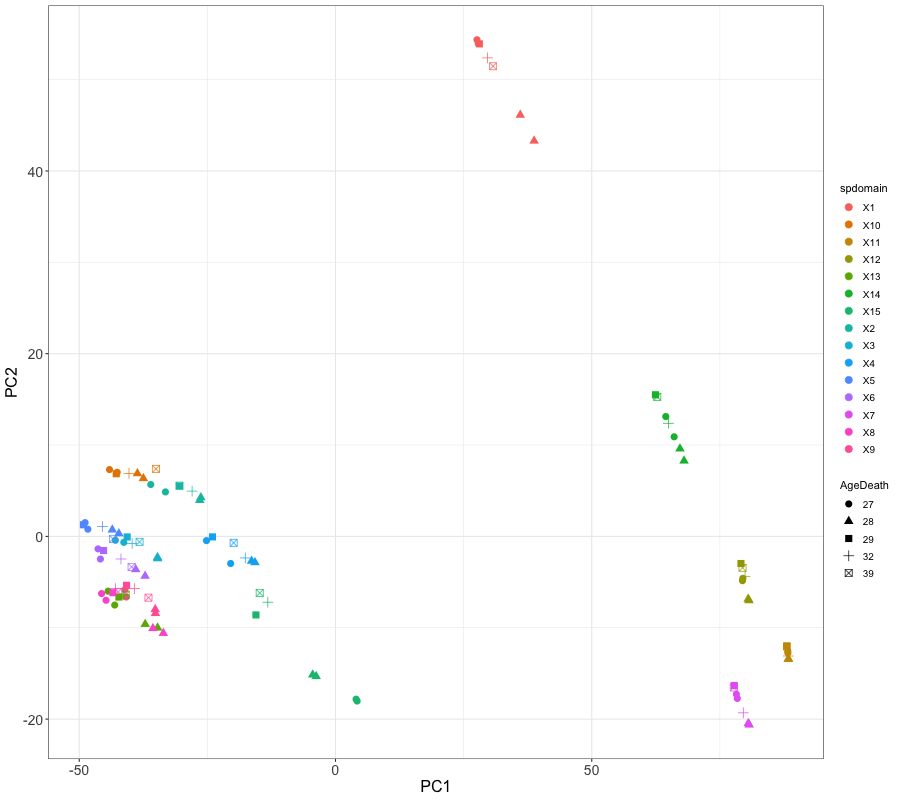 40
20
0
-20
-50
0
50
PC1
PC2
spdomain
X1
X10
X11
X12
X13
X14
X15
X2
X3
X4
X5
X6
X7
X8
X9
AgeDeath
27
28
29
32
39